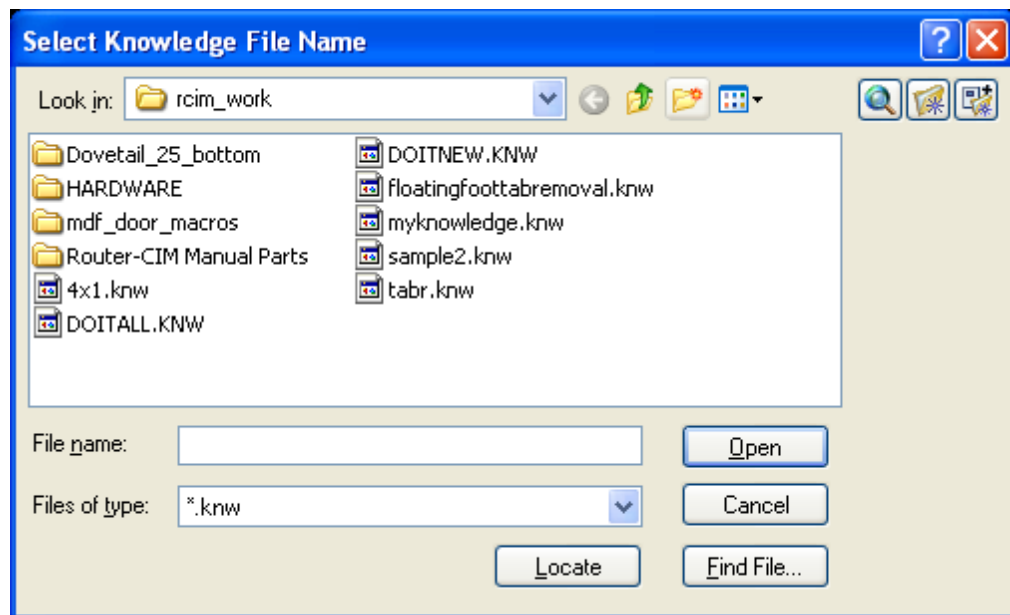 Select Knowledge File Name
Look in: rcim_work
Dovetail_25_bottom
HARDWARE
mdf_door_macros
Router-CIM Manual Parts
4x1.knw
DOITALL.KNW
DOITNEW.KNW
floatingfoottabremoval.knw
myknowledge.knw
sample2.knw
tabr.knw
File name:
Open
Files of type: *.knw
Cancel
Locate
Find File...